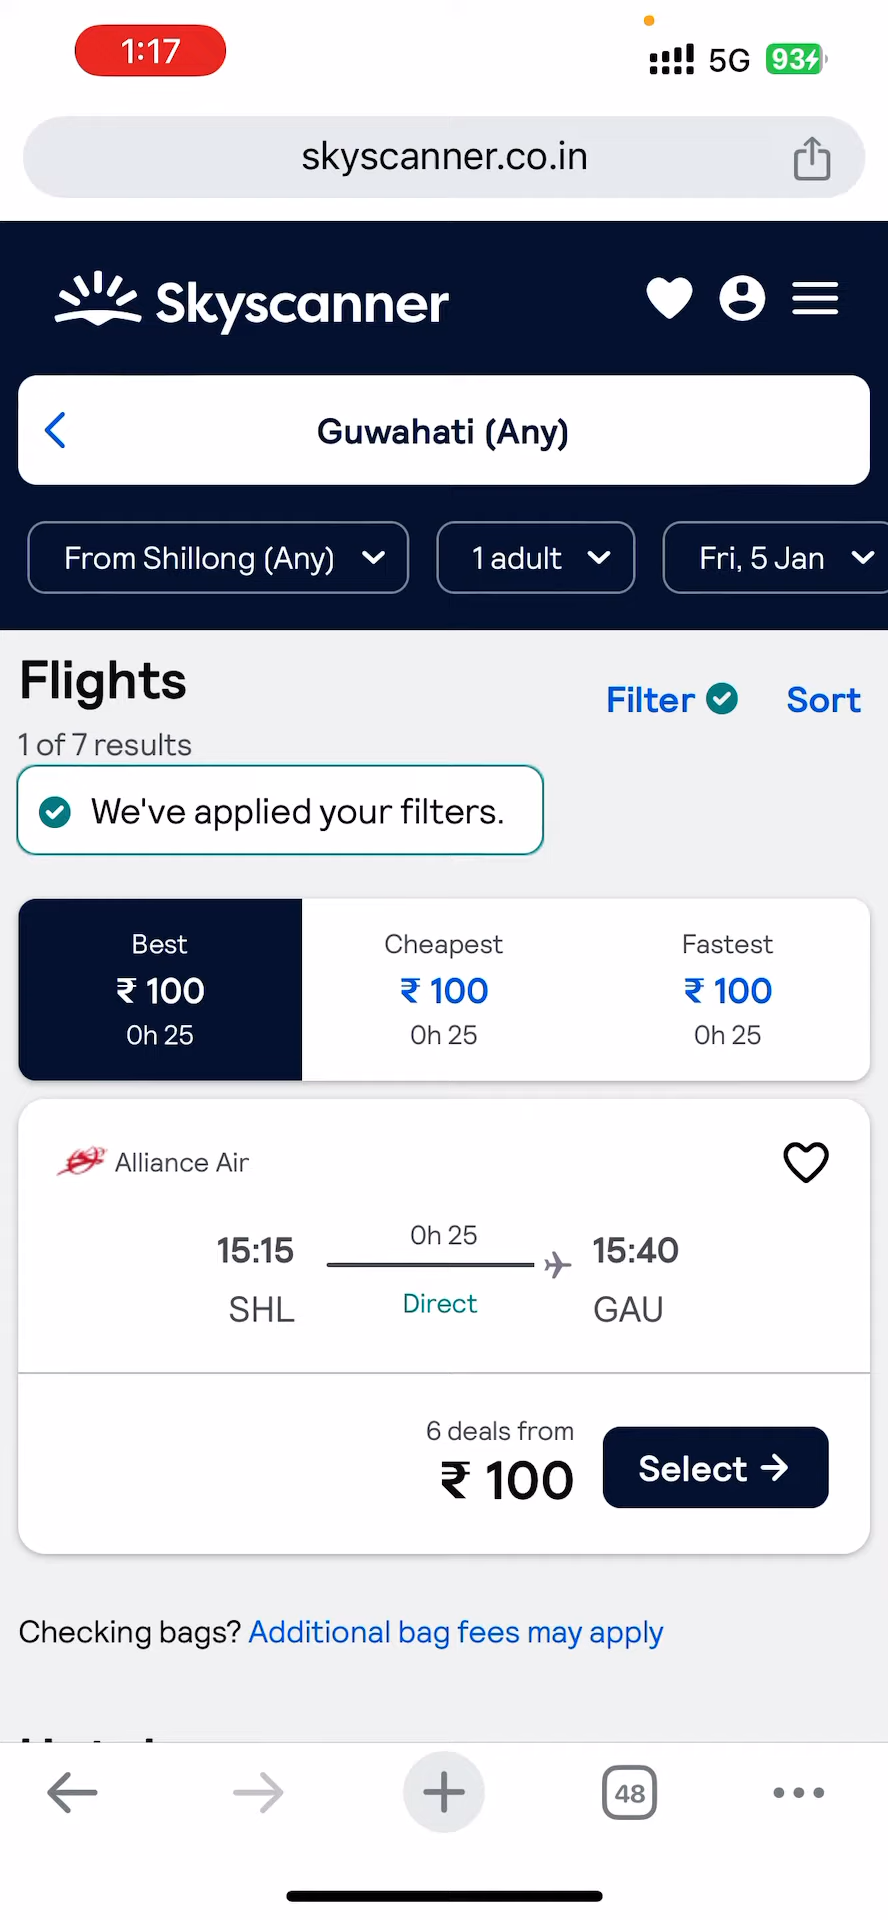 1:17
5G
93
skyscanner.co.in
Skyscanner
Guwahati (Any)
From Shillong (Any)
1 adult
Fri, 5 Jan
Flights
Filter
Sort
1 of 7 results
We've applied your filters.
Best
Cheapest
Fastest
₹ 100
₹ 100
₹ 100
0h 25
0h 25
0h 25
Alliance Air
0h 25
15:15
15:40
Direct
SHL
GAU
6 deals from
₹ 100
Select →
Checking bags? Additional bag fees may apply
48